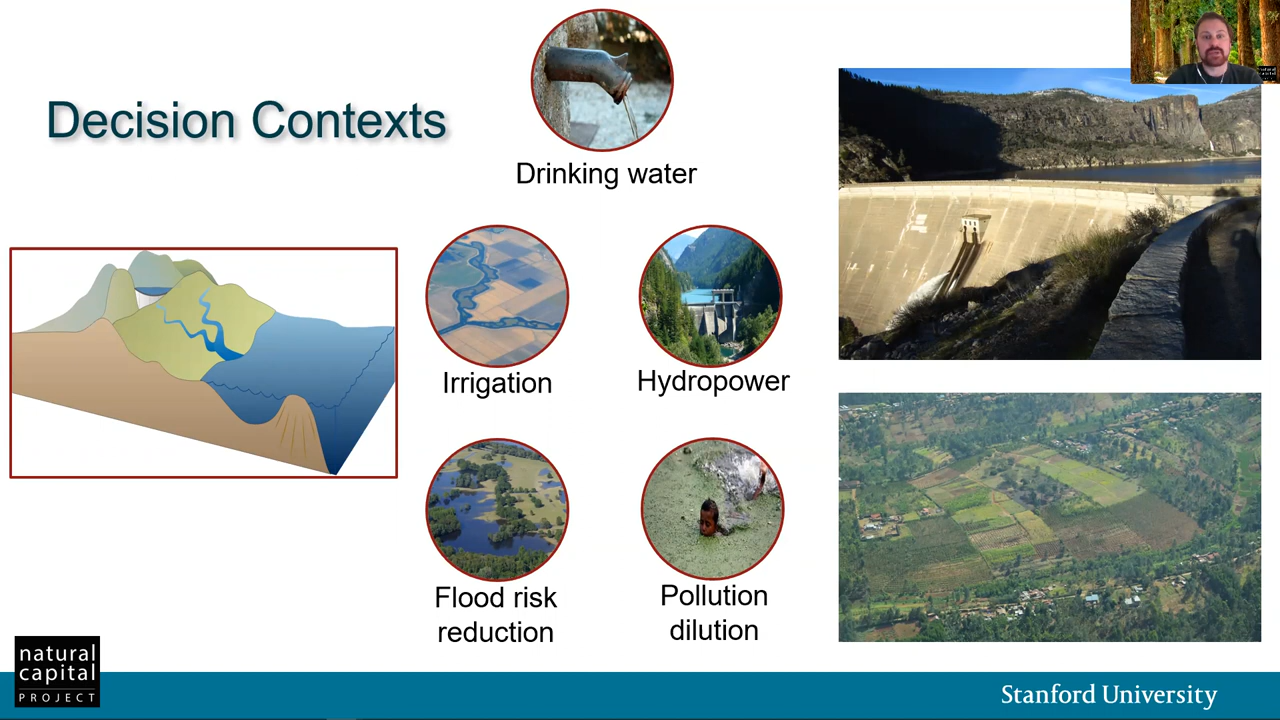 Decision Contexts
Drinking water
Irrigation
Hydropower
Flood risk
reduction
Pollution
dilution
natural
capital
PROJECT
Stanford University